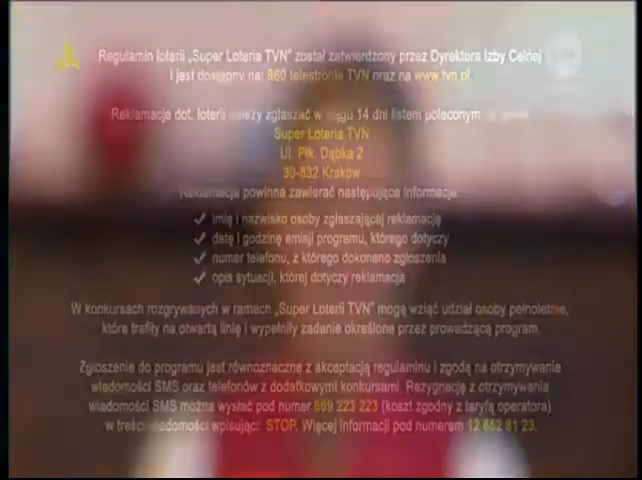 Regulamin loterii „Super Loteria TVN” został zatwierdzony przez Dyrektora Izby Celnej
i jest dostępny na: 860 telestronie TVN oraz na www.tvn.pl.
Reklamacje dot. loterii należy zgłaszać w ciągu 14 dni listem poleconym
Super Loteria TVN
Ul. Płk. Dąbka 2
30-832 Kraków
Reklamacja powinna zawierać następujące informacje:
✓ imię i nazwisko osoby zgłaszającej reklamację
✓ datę i godzinę emisji programu, którego dotyczy
✓ numer telefonu, z którego dokonano zgłoszenia
✓ opis sytuacji, której dotyczy reklamacja
W konkursach rozgrywanych w ramach „Super Loterii TVN” mogą wziąć udział osoby pełnoletnie,
które trafiły na otwartą linię i wypełniły zadanie określone przez prowadzącą program.
Zgłoszenie do programu jest równoznaczne z akceptacją regulaminu i zgodą na otrzymywanie
wiadomości SMS oraz telefonów z dodatkowymi konkursami. Rezygnację z otrzymywania
wiadomości SMS można wysłać pod numer 669 223 223 (koszt zgodny z taryfą operatora)
w treści wiadomości wpisując: STOP. Więcej informacji pod numerem 12 652 81 23.